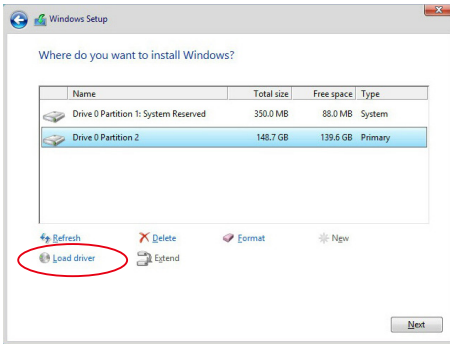 Windows Setup
Where do you want to install Windows?
Name Total size Free space Type
Drive 0 Partition 1: System Reserved 350.0 MB 88.0 MB System
Drive 0 Partition 2 148.7 GB 139.6 GB Primary
Refresh Delete Format New
Load driver Extend
Next